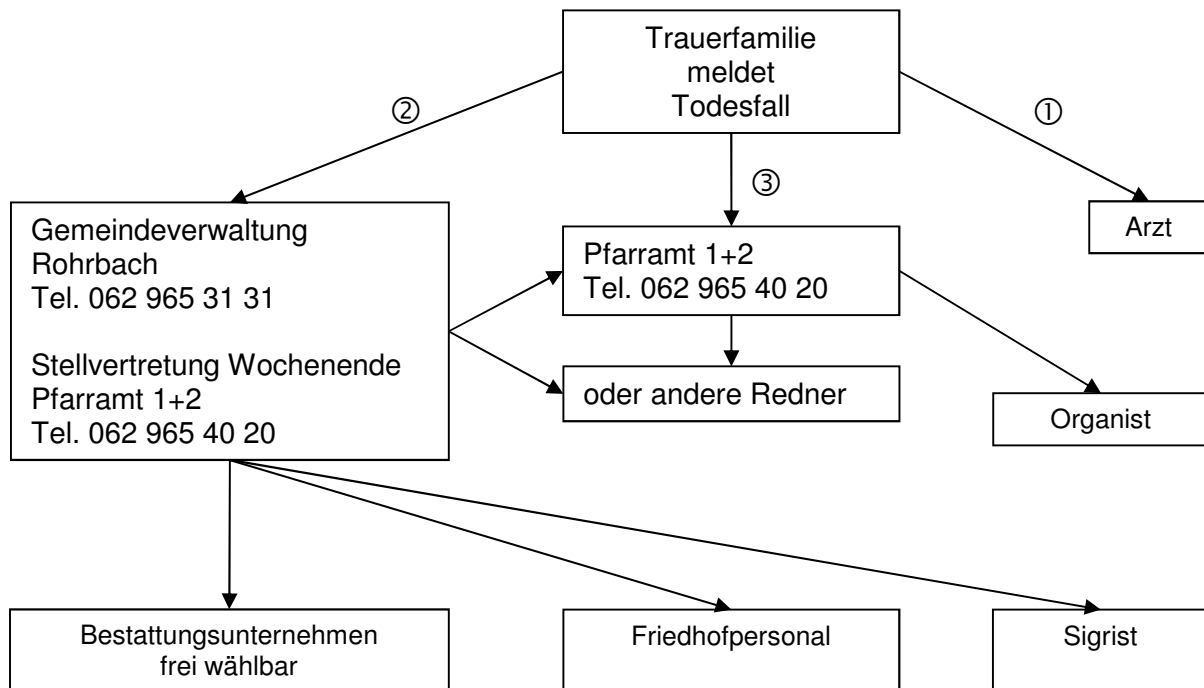 Trauerfamilie
meldet
Todesfall
②
①
③
Gemeindeverwaltung
Rohrbach
Tel. 062 965 31 31
Stellvertretung Wochenende
Pfarramt 1+2
Tel. 062 965 40 20
Pfarramt 1+2
Tel. 062 965 40 20
oder andere Redner
Arzt
Organist
Bestattungsunternehmen
frei wählbar
Friedhofpersonal
Sigrist